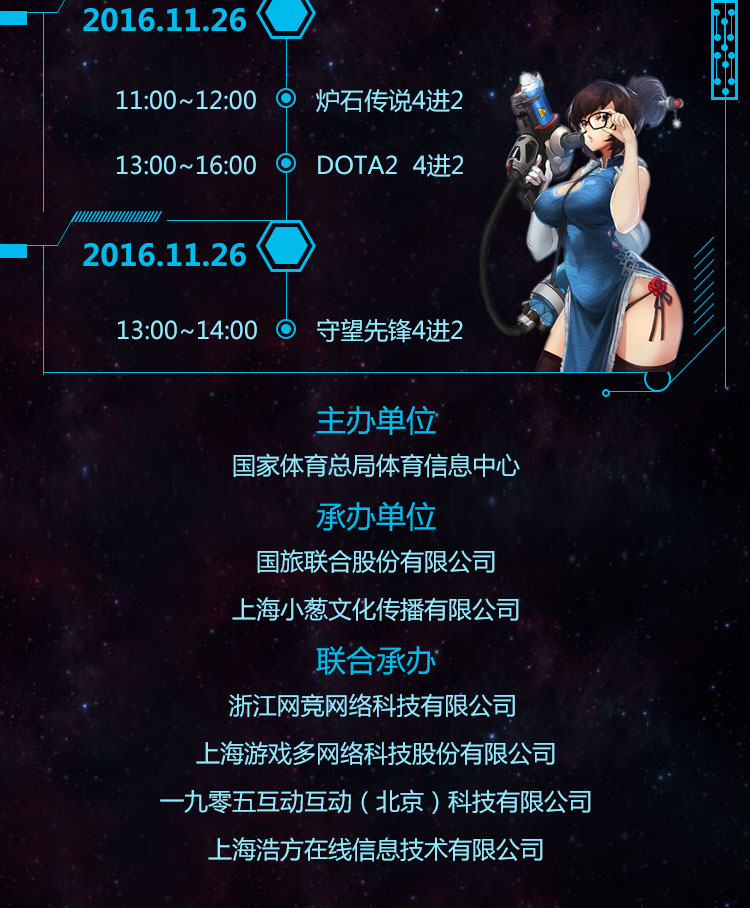 2016.11.26
11:00~12:00 炉石传说4进2
13:00~16:00 DOTA2 4进2
2016.11.26
13:00~14:00 守望先锋4进2
主办单位
国家体育总局体育信息中心
承办单位
国旅联合股份有限公司
上海小葱文化传播有限公司
联合承办
浙江网竞网络科技有限公司
上海游戏多网络科技股份有限公司
一九零五互动互动（北京）科技有限公司
上海浩方在线信息技术有限公司